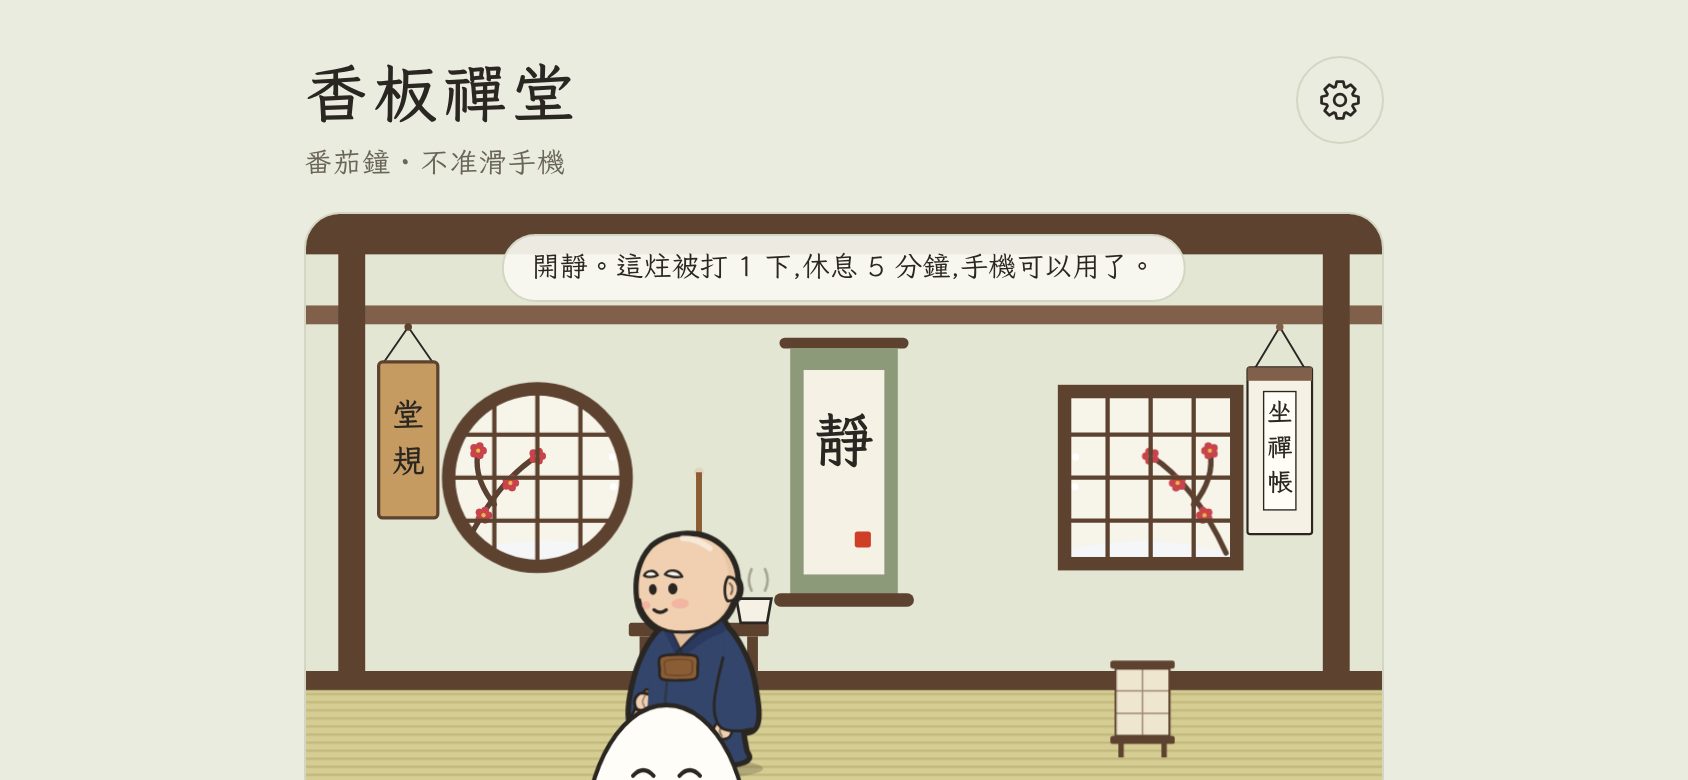 香板禪堂
番茄鐘・不准滑手機
開靜。這炷被打 1 下,休息 5 分鐘,手機可以用了。
堂規
靜
坐禪帳